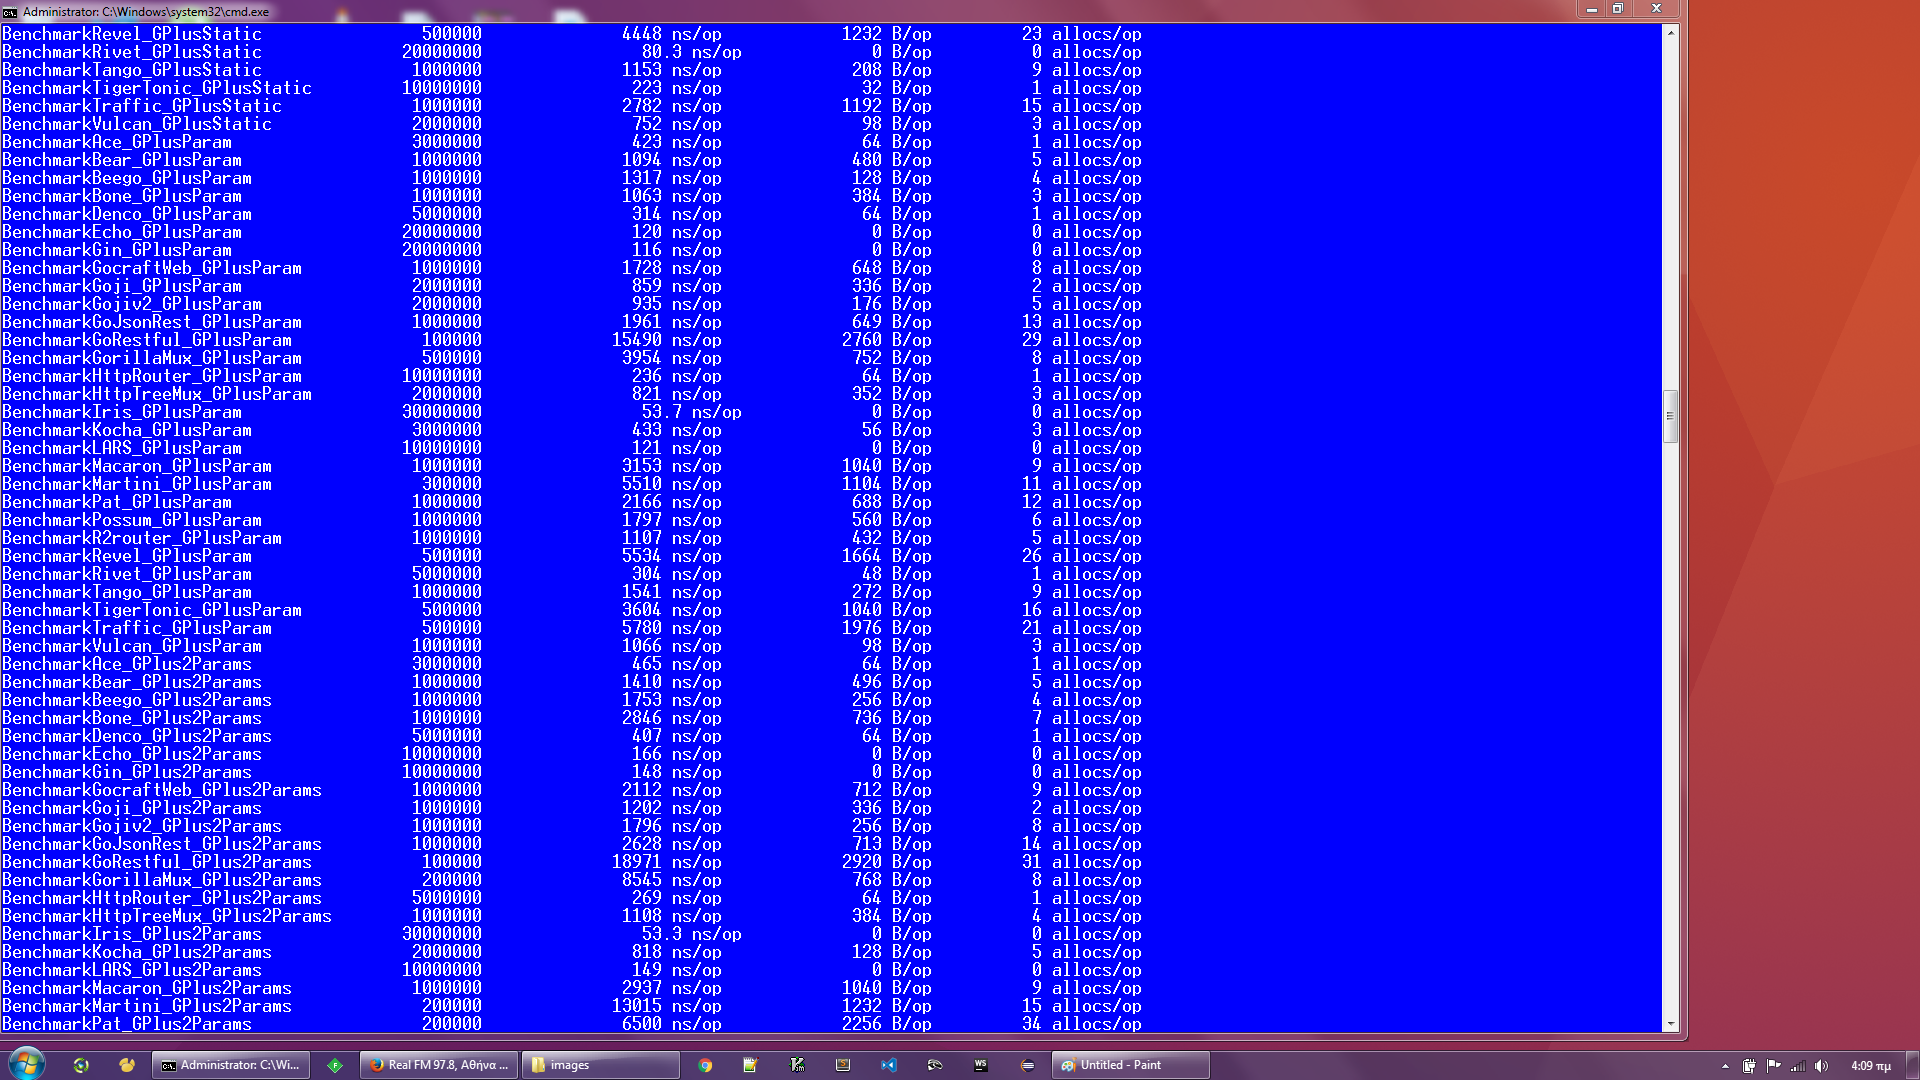 Administrator: C:\Windows\system32\cmd.exe
BenchmarkRevel_GPlusStatic 500000 4448 ns/op 1232 B/op 23 allocs/op
BenchmarkRivet_GPlusStatic 20000000 80.3 ns/op 0 B/op 0 allocs/op
BenchmarkTango_GPlusStatic 1000000 1153 ns/op 208 B/op 9 allocs/op
BenchmarkTigerTonic_GPlusStatic 10000000 223 ns/op 32 B/op 1 allocs/op
BenchmarkTraffic_GPlusStatic 1000000 2782 ns/op 1192 B/op 15 allocs/op
BenchmarkVulcan_GPlusStatic 2000000 752 ns/op 98 B/op 3 allocs/op
BenchmarkAce_GPlusParam 3000000 423 ns/op 64 B/op 1 allocs/op
BenchmarkBear_GPlusParam 1000000 1094 ns/op 480 B/op 5 allocs/op
BenchmarkBeego_GPlusParam 1000000 1317 ns/op 128 B/op 4 allocs/op
BenchmarkBone_GPlusParam 1000000 1063 ns/op 384 B/op 3 allocs/op
BenchmarkDenco_GPlusParam 5000000 314 ns/op 64 B/op 1 allocs/op
BenchmarkEcho_GPlusParam 20000000 120 ns/op 0 B/op 0 allocs/op
BenchmarkGin_GPlusParam 20000000 116 ns/op 0 B/op 0 allocs/op
BenchmarkGocraftWeb_GPlusParam 1000000 1728 ns/op 648 B/op 8 allocs/op
BenchmarkGoji_GPlusParam 2000000 859 ns/op 336 B/op 2 allocs/op
BenchmarkGojiv2_GPlusParam 2000000 935 ns/op 176 B/op 5 allocs/op
BenchmarkGoJsonRest_GPlusParam 1000000 1961 ns/op 649 B/op 13 allocs/op
BenchmarkGoRestful_GPlusParam 100000 15490 ns/op 2760 B/op 29 allocs/op
BenchmarkGorillaMux_GPlusParam 500000 3954 ns/op 752 B/op 8 allocs/op
BenchmarkHttpRouter_GPlusParam 10000000 236 ns/op 64 B/op 1 allocs/op
BenchmarkHttpTreeMux_GPlusParam 2000000 821 ns/op 352 B/op 3 allocs/op
BenchmarkIris_GPlusParam 30000000 53.7 ns/op 0 B/op 0 allocs/op
BenchmarkKocha_GPlusParam 3000000 433 ns/op 56 B/op 3 allocs/op
BenchmarkLARS_GPlusParam 10000000 121 ns/op 0 B/op 0 allocs/op
BenchmarkMacaron_GPlusParam 1000000 3153 ns/op 1040 B/op 9 allocs/op
BenchmarkMartini_GPlusParam 300000 5510 ns/op 1104 B/op 11 allocs/op
BenchmarkPat_GPlusParam 1000000 2166 ns/op 688 B/op 12 allocs/op
BenchmarkPossum_GPlusParam 1000000 1797 ns/op 560 B/op 6 allocs/op
BenchmarkR2router_GPlusParam 1000000 1107 ns/op 432 B/op 5 allocs/op
BenchmarkRevel_GPlusParam 500000 5534 ns/op 1664 B/op 26 allocs/op
BenchmarkRivet_GPlusParam 5000000 304 ns/op 48 B/op 1 allocs/op
BenchmarkTango_GPlusParam 1000000 1541 ns/op 272 B/op 9 allocs/op
BenchmarkTigerTonic_GPlusParam 500000 3604 ns/op 1040 B/op 16 allocs/op
BenchmarkTraffic_GPlusParam 500000 5780 ns/op 1976 B/op 21 allocs/op
BenchmarkVulcan_GPlusParam 1000000 1066 ns/op 98 B/op 3 allocs/op
BenchmarkAce_GPlus2Params 3000000 465 ns/op 64 B/op 1 allocs/op
BenchmarkBear_GPlus2Params 1000000 1410 ns/op 496 B/op 5 allocs/op
BenchmarkBeego_GPlus2Params 1000000 1753 ns/op 256 B/op 4 allocs/op
BenchmarkBone_GPlus2Params 1000000 2846 ns/op 736 B/op 7 allocs/op
BenchmarkDenco_GPlus2Params 5000000 407 ns/op 64 B/op 1 allocs/op
BenchmarkEcho_GPlus2Params 10000000 166 ns/op 0 B/op 0 allocs/op
BenchmarkGin_GPlus2Params 10000000 148 ns/op 0 B/op 0 allocs/op
BenchmarkGocraftWeb_GPlus2Params 1000000 2112 ns/op 712 B/op 9 allocs/op
BenchmarkGoji_GPlus2Params 1000000 1202 ns/op 336 B/op 2 allocs/op
BenchmarkGojiv2_GPlus2Params 1000000 1796 ns/op 256 B/op 8 allocs/op
BenchmarkGoJsonRest_GPlus2Params 1000000 2628 ns/op 713 B/op 14 allocs/op
BenchmarkGoRestful_GPlus2Params 100000 18971 ns/op 2920 B/op 31 allocs/op
BenchmarkGorillaMux_GPlus2Params 200000 8545 ns/op 768 B/op 8 allocs/op
BenchmarkHttpRouter_GPlus2Params 5000000 269 ns/op 64 B/op 1 allocs/op
BenchmarkHttpTreeMux_GPlus2Params 1000000 1108 ns/op 384 B/op 4 allocs/op
BenchmarkIris_GPlus2Params 30000000 53.3 ns/op 0 B/op 0 allocs/op
BenchmarkKocha_GPlus2Params 2000000 818 ns/op 128 B/op 5 allocs/op
BenchmarkLARS_GPlus2Params 10000000 149 ns/op 0 B/op 0 allocs/op
BenchmarkMacaron_GPlus2Params 1000000 2937 ns/op 1040 B/op 9 allocs/op
BenchmarkMartini_GPlus2Params 200000 13015 ns/op 1232 B/op 15 allocs/op
BenchmarkPat_GPlus2Params 200000 6500 ns/op 2256 B/op 34 allocs/op
Administrator: C:\Wi... Real FM 97.8, Αθήνα ... images WS Untitled - Paint 4:09 πμ